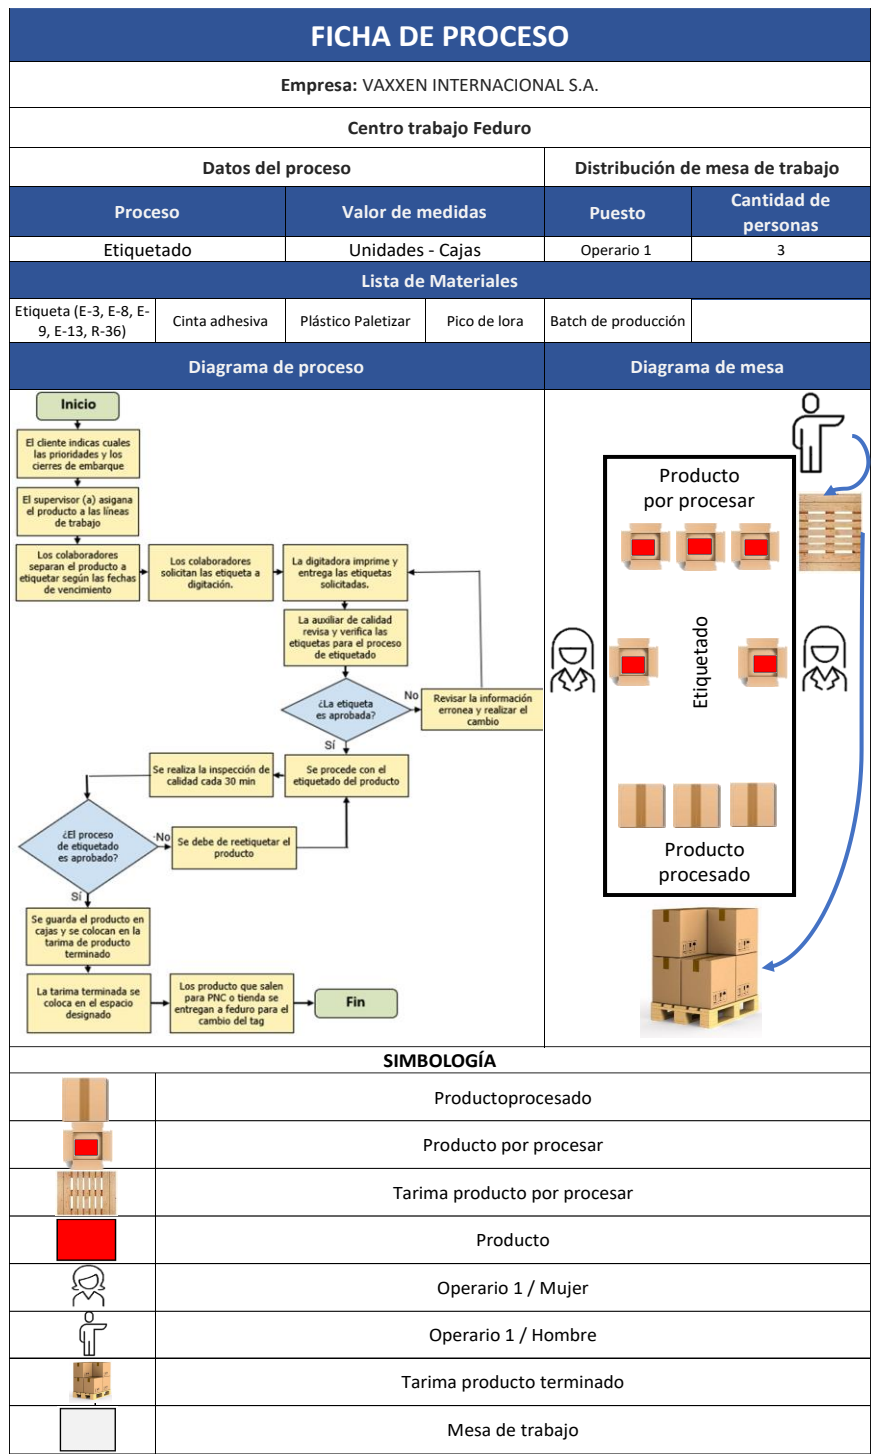 FICHA DE PROCESO
Empresa: VAXXEN INTERNACIONAL S.A.
Centro trabajo Feduro
Datos del proceso
Distribución de mesa de trabajo
Proceso
Valor de medidas
Puesto
Cantidad de
personas
Etiquetado
Unidades - Cajas
Operario 1
3
Lista de Materiales
Etiqueta (E-3, E-8, E-
9, E-13, R-36)
Cinta adhesiva
Plástico Paletizar
Pico de lora
Batch de producción
Diagrama de proceso
Diagrama de mesa
Inicio
El cliente indicas cuales
las prioridades y los
cierres de embarque
El supervisor (a) asigana
el producto a las líneas
de trabajo
Los colaboradores
separan el producto a
etiquetar según las fechas
de vencimiento
Los colaboradores
solicitan las etiqueta a
digitación.
La digitadora imprime y
entrega las etiquetas
solicitadas.
La auxiliar de calidad
revisa y verifica las
etiquetas para el proceso
de etiquetado
¿La etiqueta
es aprobada?
No
Revisar la información
erronea y realizar el
cambio
Sí
Se procede con el
etiquetado del producto
Se realiza la inspección de
calidad cada 30 min
¿El proceso
de etiquetado
es aprobado?
No
Se debe de reetiquetar el
producto
Sí
Se guarda el producto en
cajas y se colocan en la
tarima de producto
terminado
La tarima terminada se
coloca en el espacio
designado
Los producto que salen
para PNC o tienda se
entregan a feduro para el
cambio del tag
Fin
Producto
por procesar
Etiquetado
Producto
procesado
SIMBOLOGÍA
Productoprocesado
Producto por procesar
Tarima producto por procesar
Producto
Operario 1 / Mujer
Operario 1 / Hombre
Tarima producto terminado
Mesa de trabajo